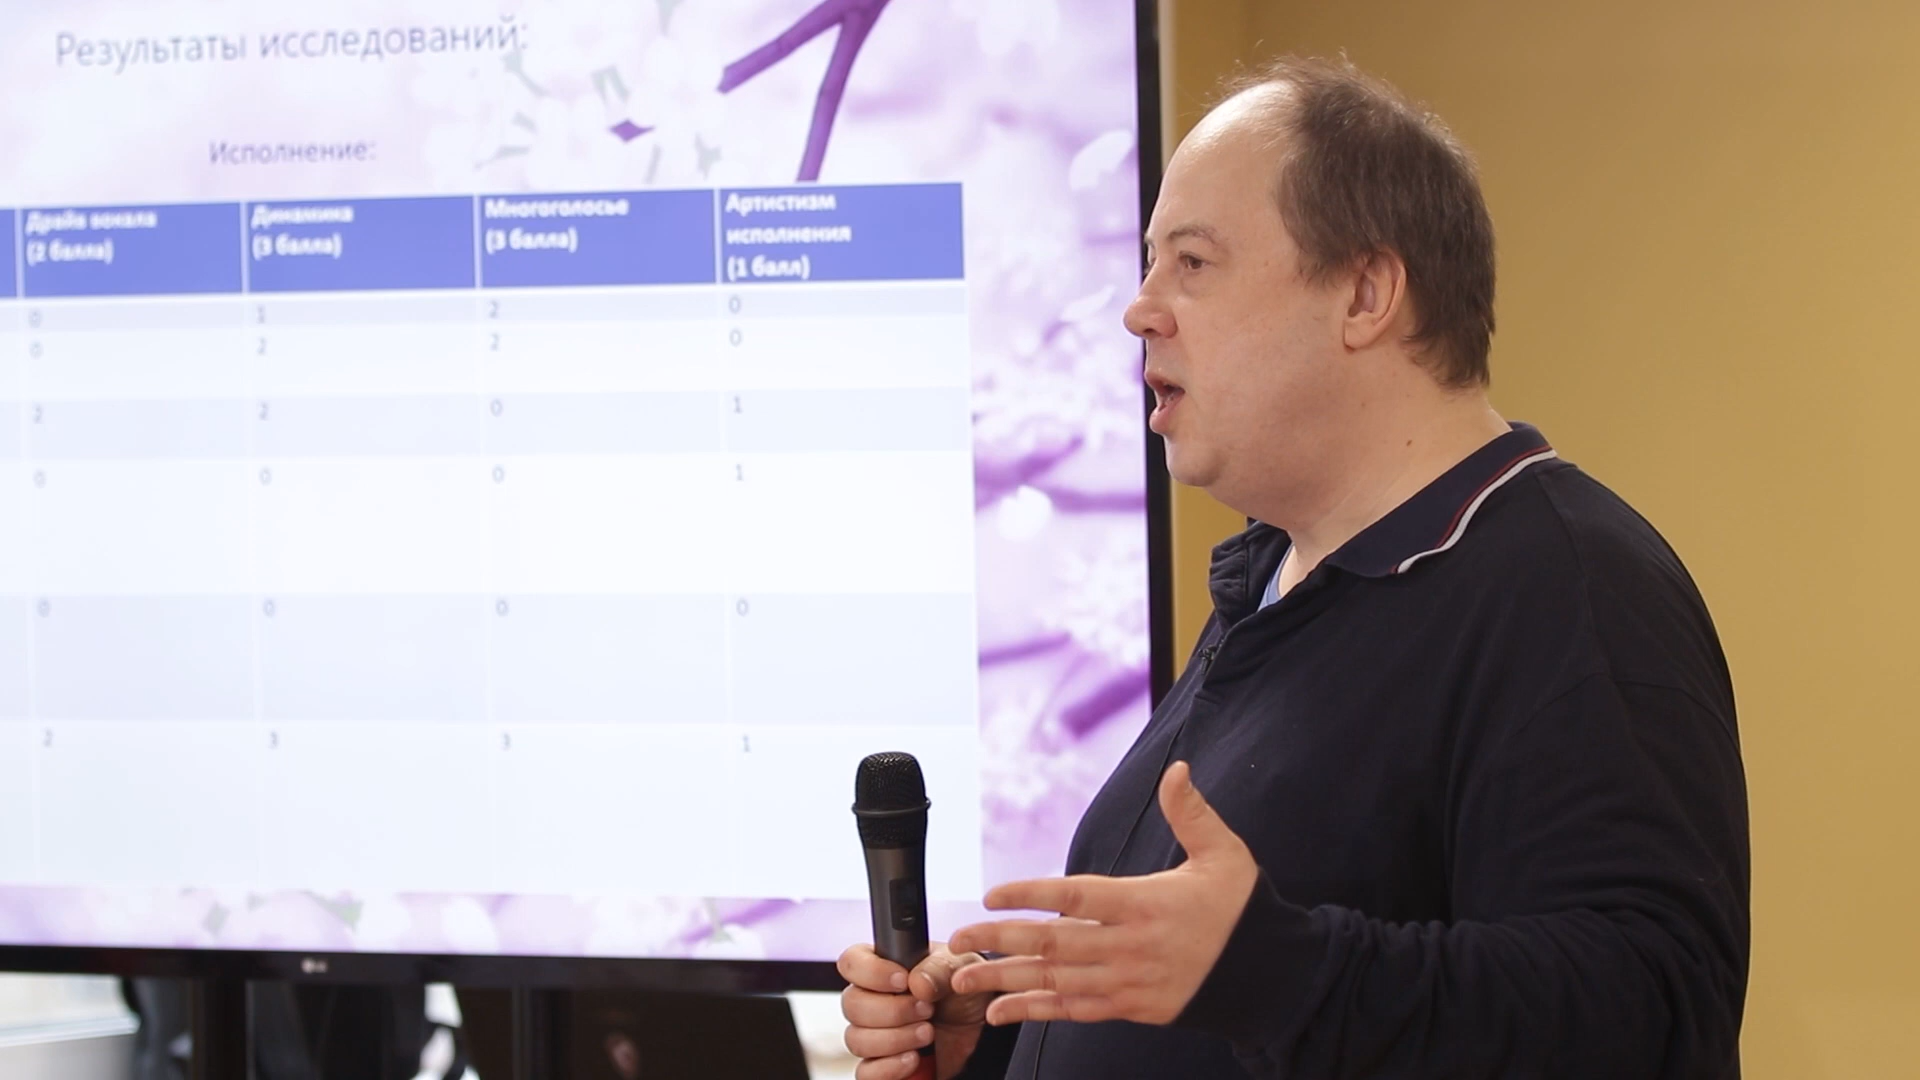 Результаты исследований:
Исполнение:
Драйв вокала (2 балла)
Динамика (3 балла)
Многоголосье (3 балла)
Артистизм исполнения (1 балл)
0 1 2 0
0 2 2 0
2 2 0 1
0 0 0 1
0 0 0 0
2 3 3 1
LG